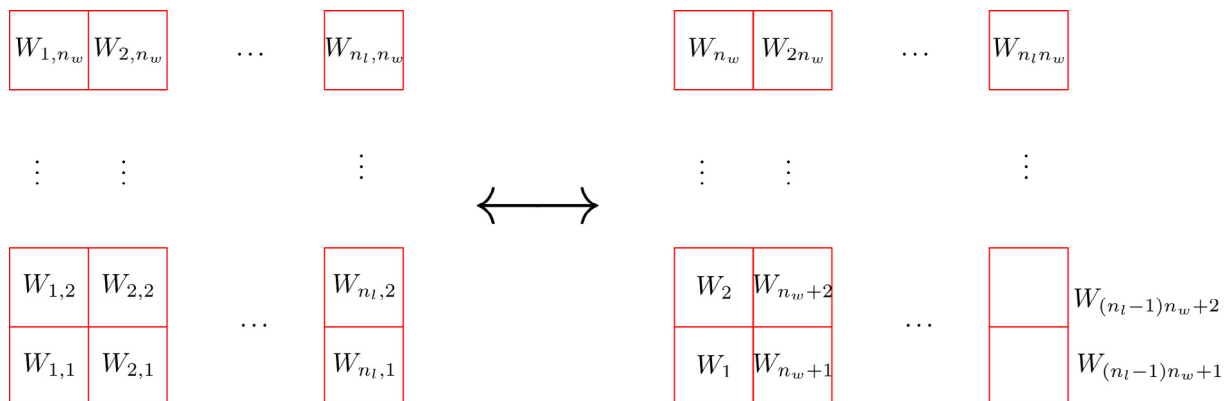 W_{1,n_w} W_{2,n_w} ⋯ W_{n_l,n_w} W_{n_w} W_{2n_w} ⋯ W_{n_l n_w}
⋮ ⋮ ⋮ ⋮ ⋮ ⋮
W_{1,2} W_{2,2} W_{n_l,2} W_2 W_{n_w+2} W_{(n_l-1)n_w+2}
⋯ ⋯
W_{1,1} W_{2,1} W_{n_l,1} W_1 W_{n_w+1} W_{(n_l-1)n_w+1}